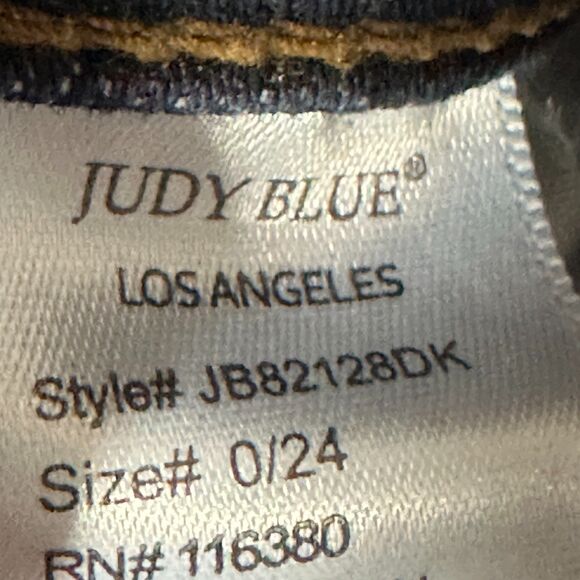 JUDY BLUE®
LOS ANGELES
Style# JB82128DK
Size# 0/24
RN# 116380